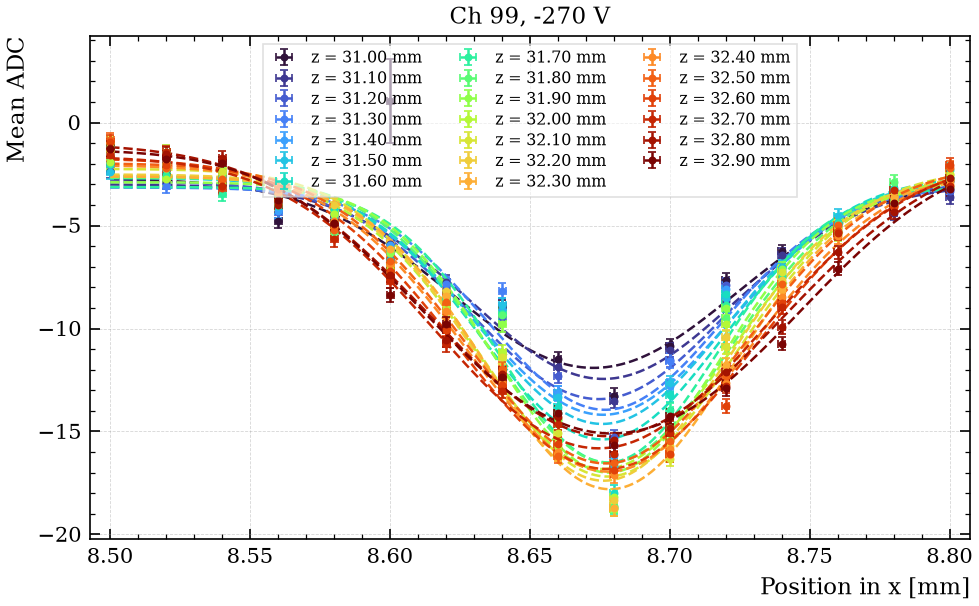 Ch 99, -270 V
Mean ADC
z = 31.00 mm
z = 31.10 mm
z = 31.20 mm
z = 31.30 mm
z = 31.40 mm
z = 31.50 mm
z = 31.60 mm
z = 31.70 mm
z = 31.80 mm
z = 31.90 mm
z = 32.00 mm
z = 32.10 mm
z = 32.20 mm
z = 32.30 mm
z = 32.40 mm
z = 32.50 mm
z = 32.60 mm
z = 32.70 mm
z = 32.80 mm
z = 32.90 mm
0
−5
−10
−15
−20
8.50 8.55 8.60 8.65 8.70 8.75 8.80
Position in x [mm]